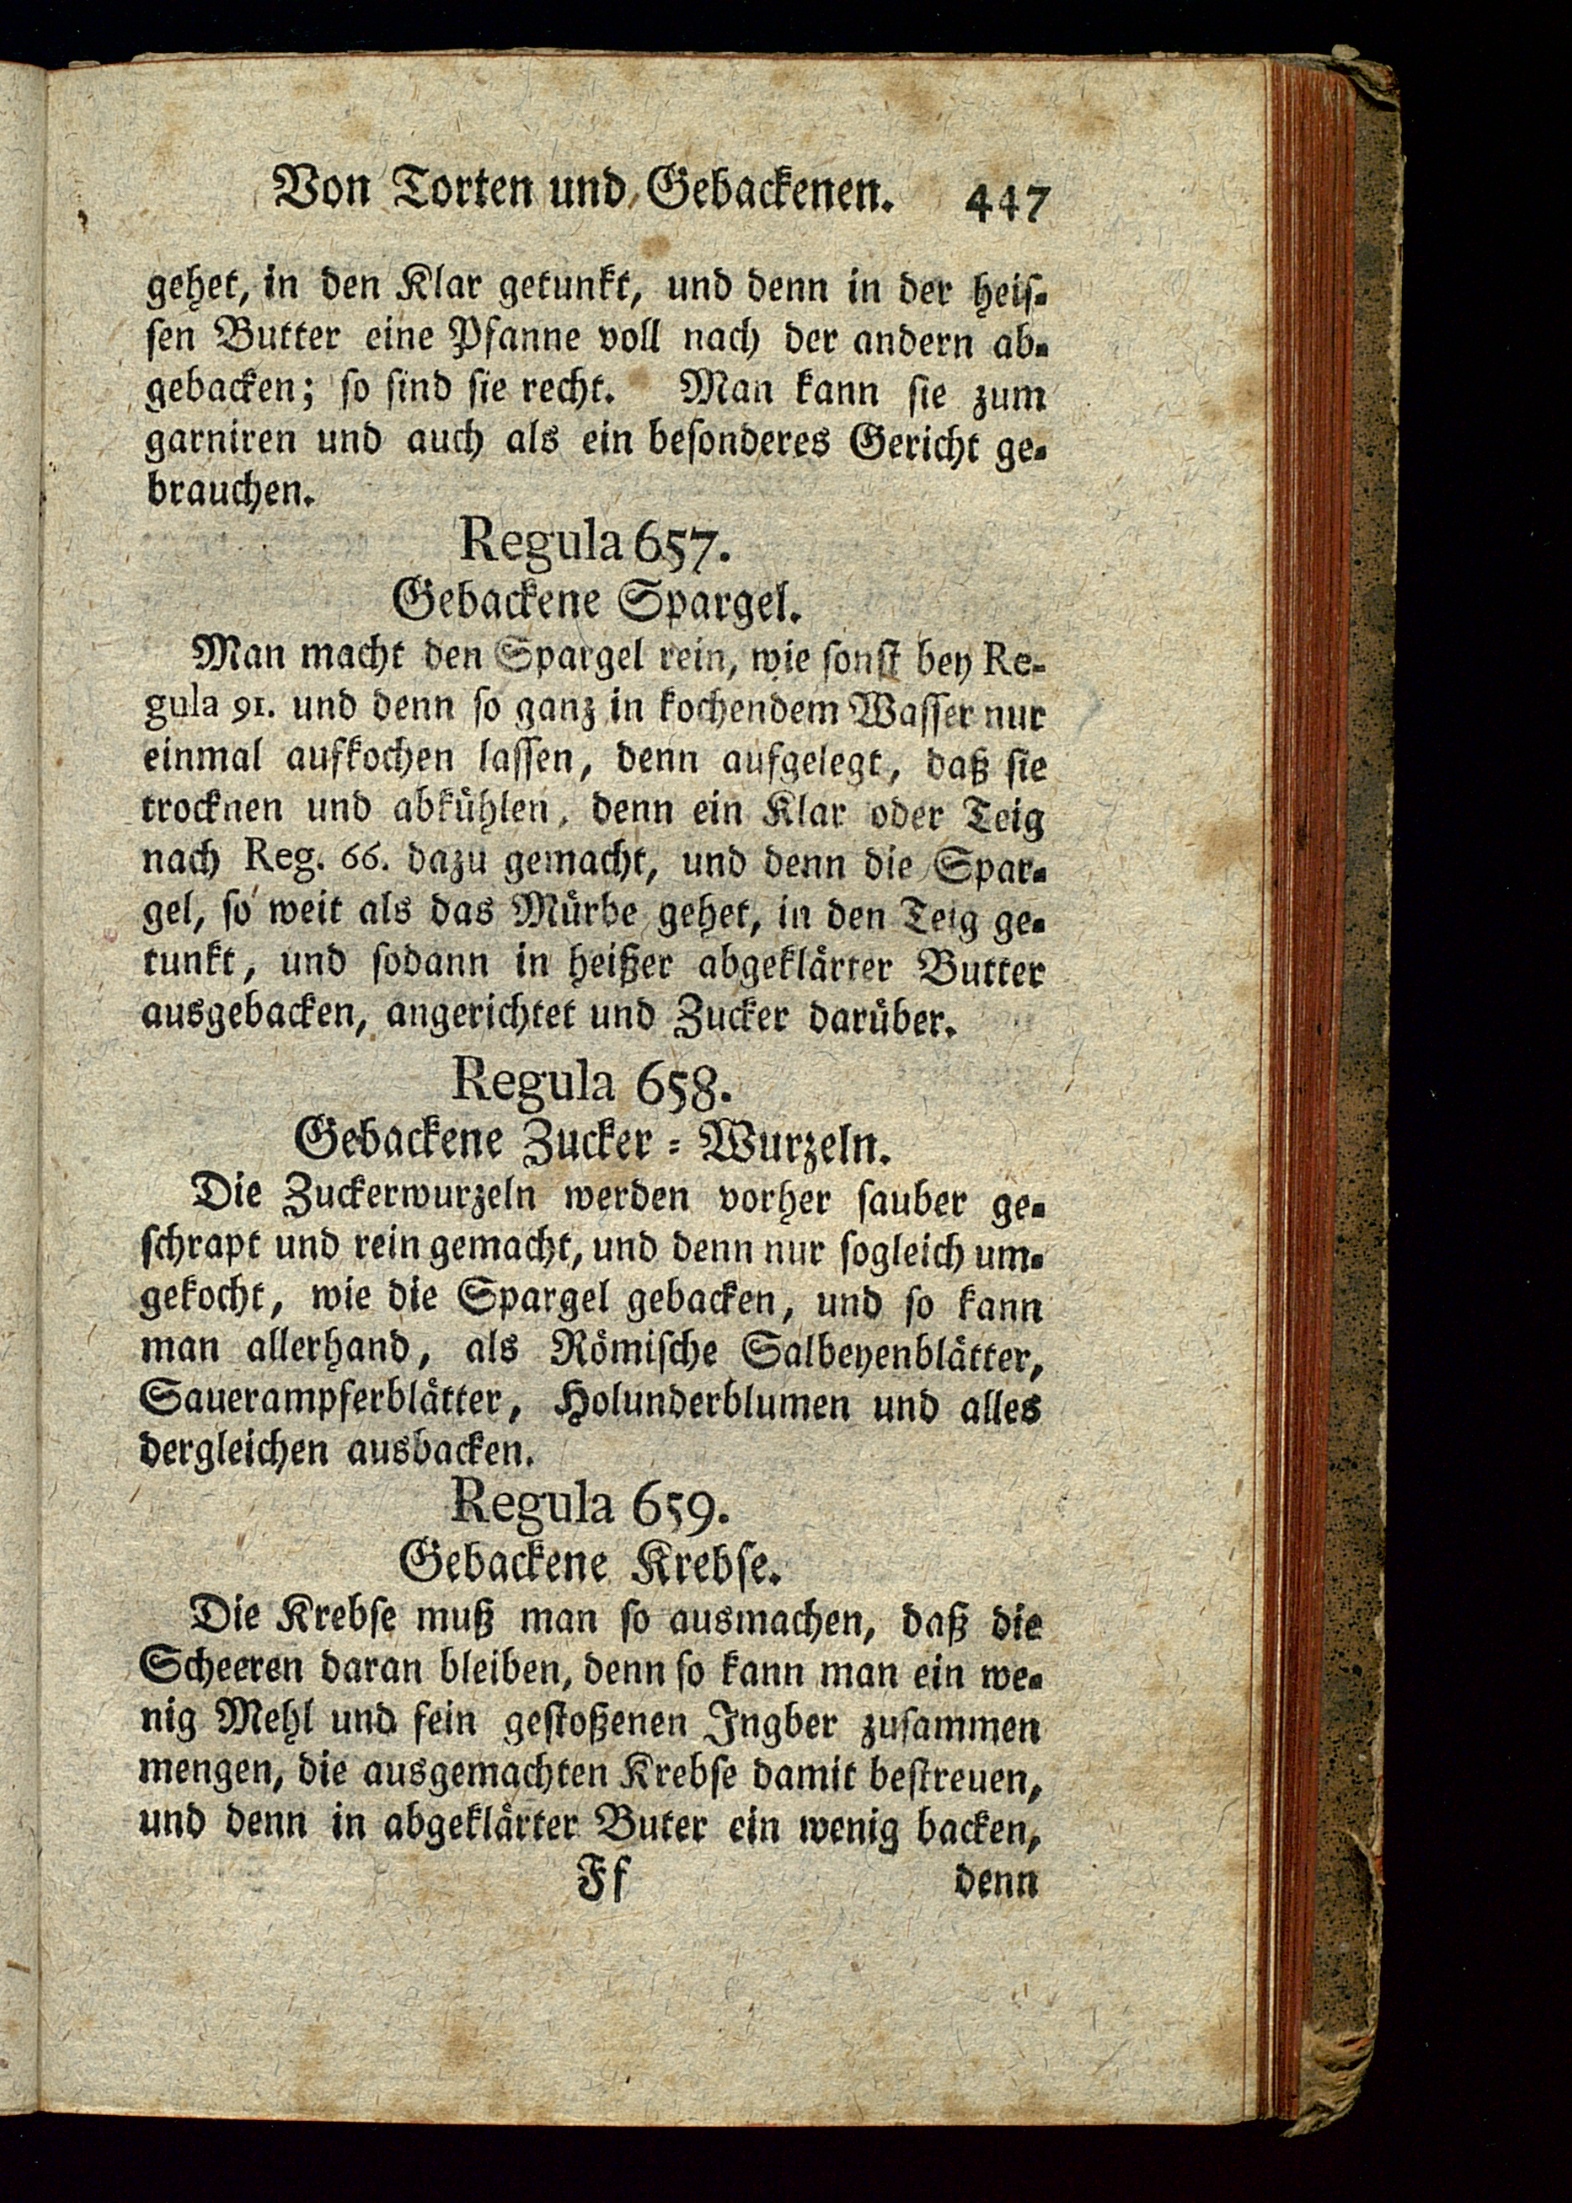 Von Torten und Gebackenen. 447
gehet, in den Klar getunkt, und denn in der heis-
sen Butter eine Pfanne voll nach der andern ab-
gebacken; so sind sie recht. Man kann sie zum
garniren und auch als ein besonderes Gericht ge-
brauchen.
Regula 657.
Gebackene Spargel.
Man macht den Spargel rein, wie sonst bey Re-
gula 91. und denn so ganz in kochendem Wasser nur
einmal aufkochen lassen, denn aufgelegt, daß sie
trocknen und abkühlen, denn ein Klar oder Teig
nach Reg. 66. dazu gemacht, und denn die Spar-
gel, so weit als das Mürbe gehet, in den Teig ge-
tunkt, und sodann in heißer abgeklärter Butter
ausgebacken, angerichtet und Zucker darüber.
Regula 658.
Gebackene Zucker-Wurzeln.
Die Zuckerwurzeln werden vorher sauber ge-
schrapt und rein gemacht, und denn nur sogleich um-
gekocht, wie die Spargel gebacken, und so kann
man allerhand, als Römische Salbeyenblätter,
Sauerampferblätter, Holunderblumen und alles
dergleichen ausbacken.
Regula 659.
Gebackene Krebse.
Die Krebse muß man so ausmachen, daß die
Scheeren daran bleiben, denn so kann man ein we-
nig Mehl und fein gestoßenen Ingber zusammen
mengen, die ausgemachten Krebse damit bestreuen,
und denn in abgeklärter Buter ein wenig backen,
Ff denn